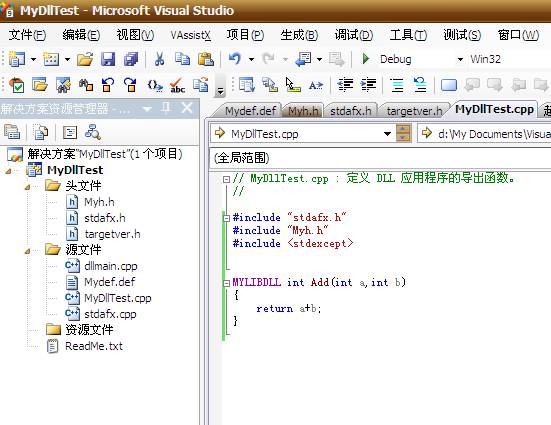 MyDllTest - Microsoft Visual Studio
文件(F) 编辑(E) 视图(V) VAssistX 项目(P) 生成(B) 调试(D) 工具(T) 测试(S) 窗口(W)
Debug Win32
abc
解决方案资源管理器 - ...
Mydef.def Myh.h stdafx.h targetver.h MyDllTest.cpp
MyDllTest.cpp d:\My Documents\Visua
(全局范围)
解决方案"MyDllTest"(1 个项目)
MyDllTest
头文件
Myh.h
stdafx.h
targetver.h
源文件
dllmain.cpp
Mydef.def
MyDllTest.cpp
stdafx.cpp
资源文件
ReadMe.txt
// MyDllTest.cpp : 定义 DLL 应用程序的导出函数。
//
#include "stdafx.h"
#include "Myh.h"
#include <stdexcept>
MYLIBDLL int Add(int a,int b)
{
return a+b;
}